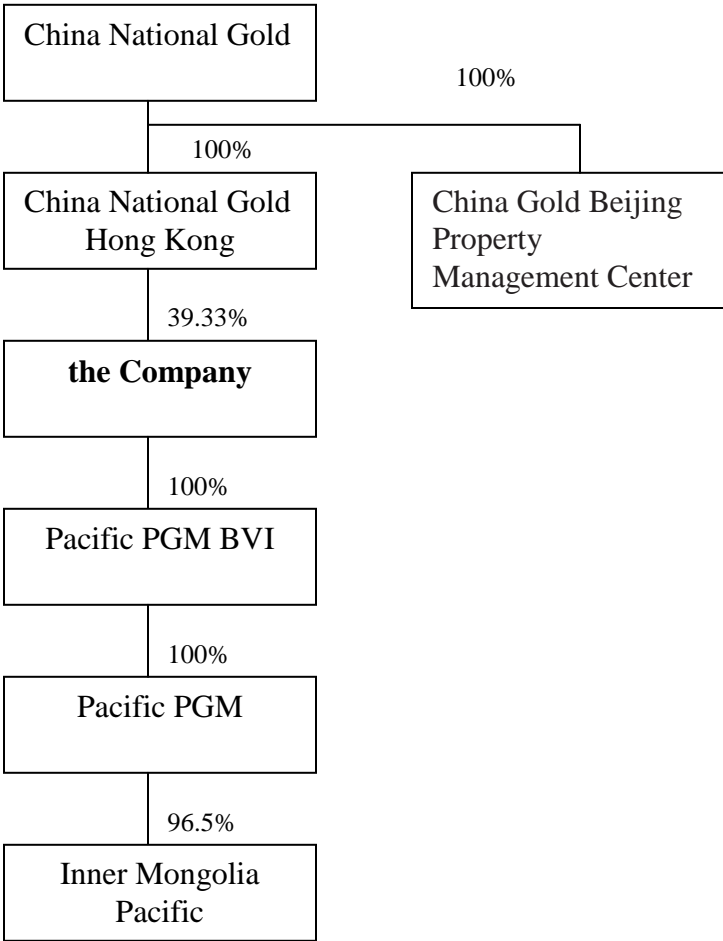 China National Gold
100%
100%
China National Gold
Hong Kong
China Gold Beijing
Property
Management Center
39.33%
the Company
100%
Pacific PGM BVI
100%
Pacific PGM
96.5%
Inner Mongolia
Pacific